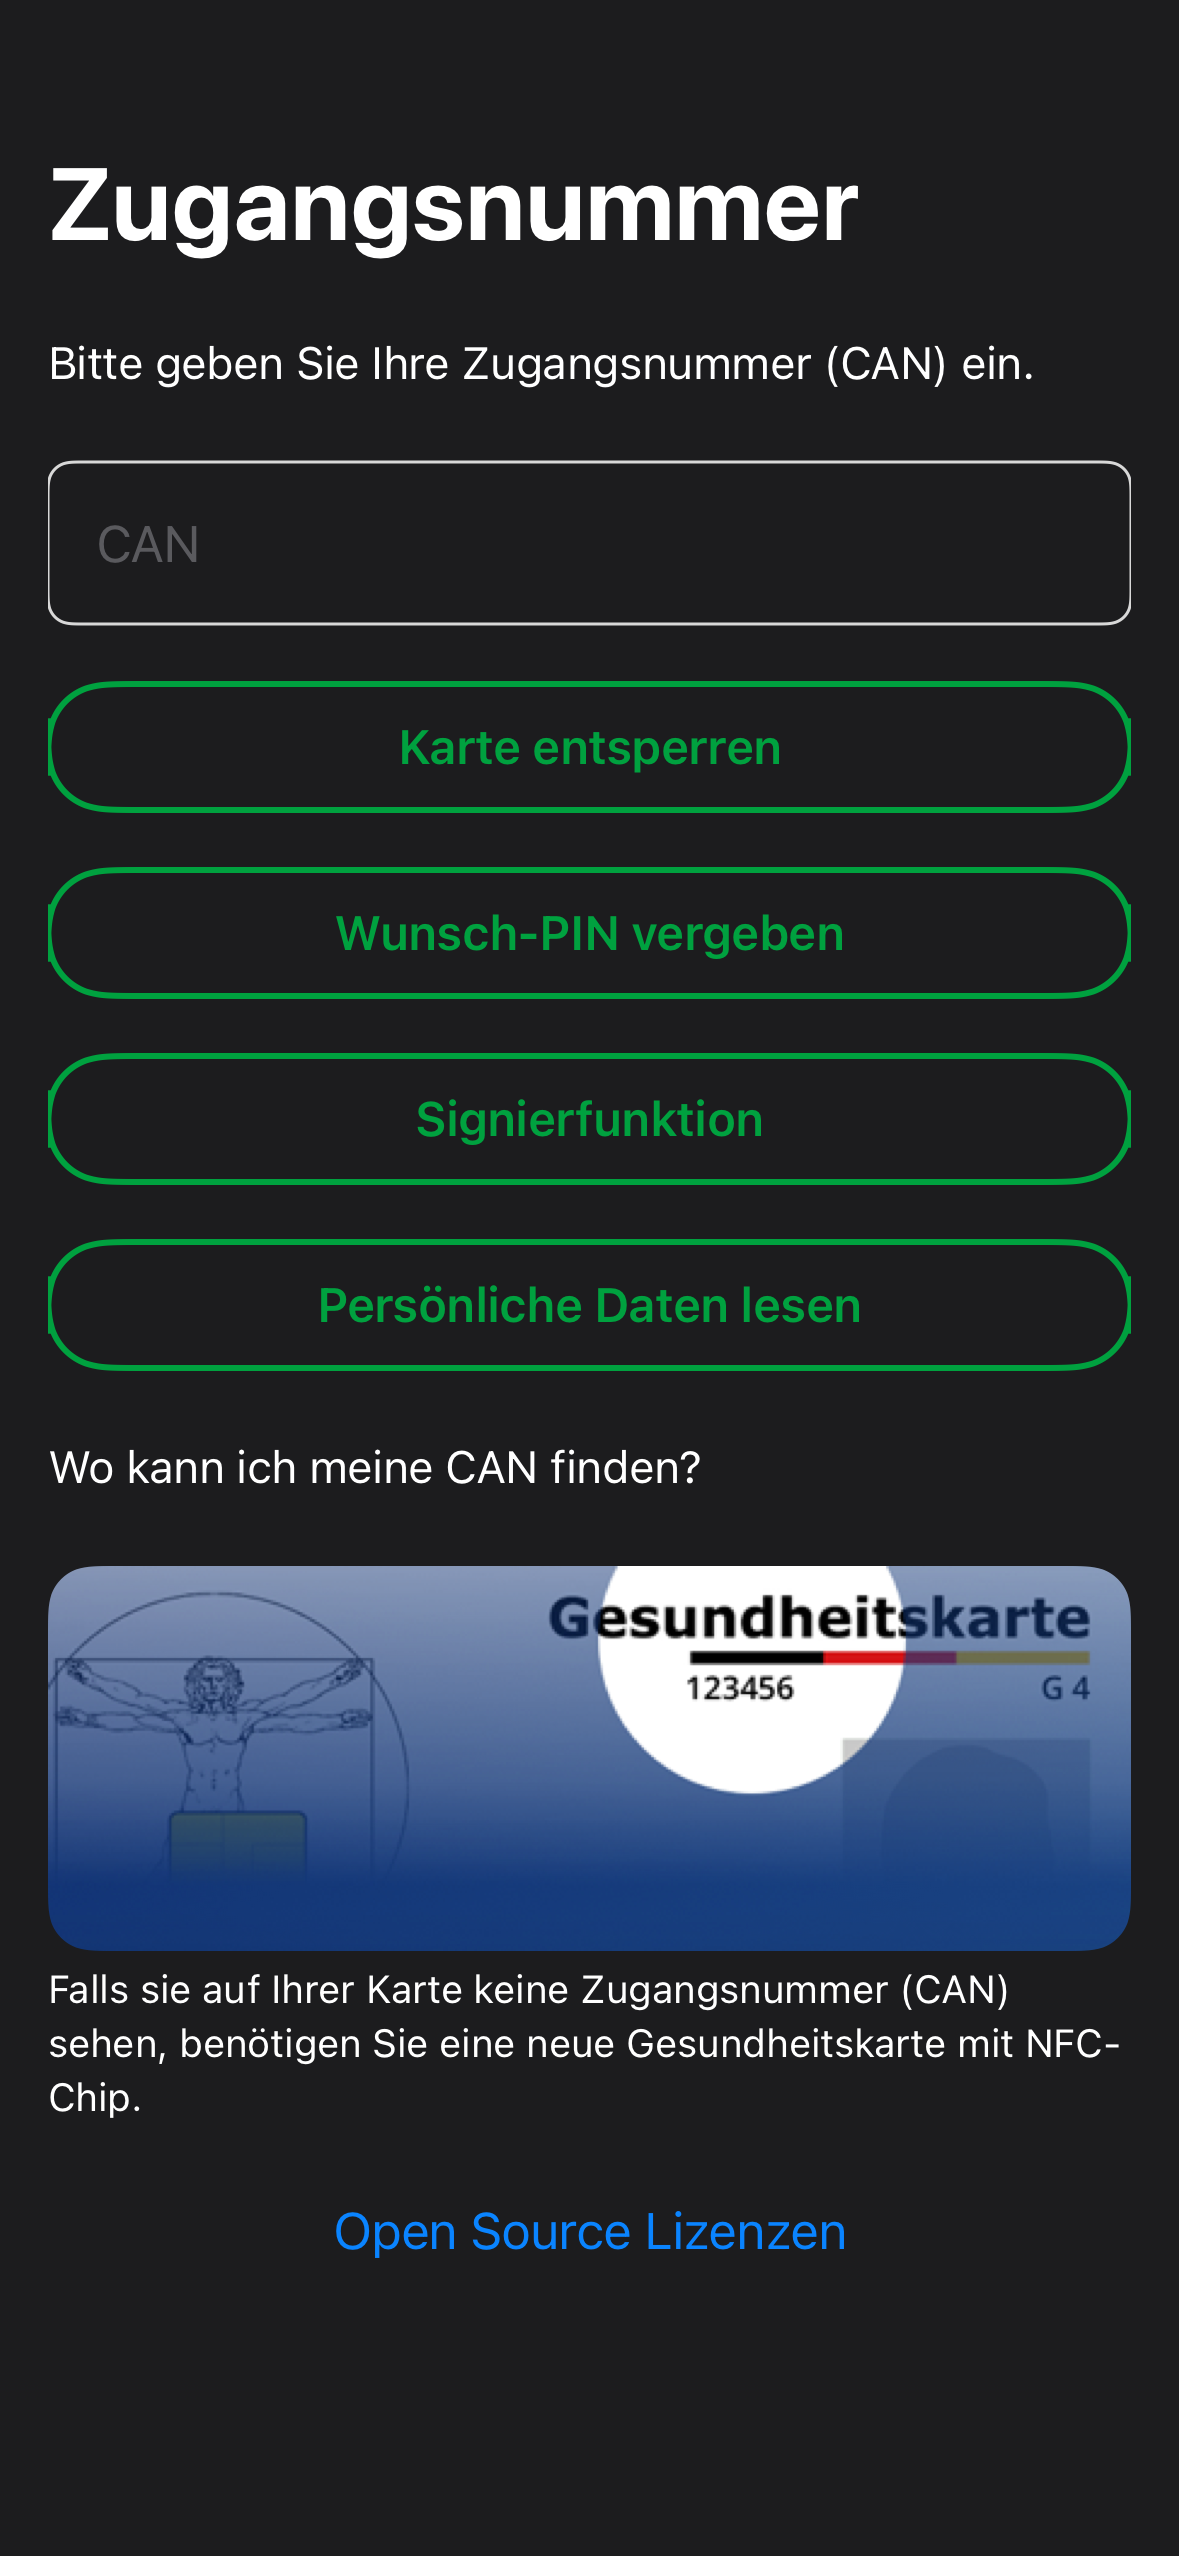 Zugangsnummer
Bitte geben Sie Ihre Zugangsnummer (CAN) ein.
CAN
Karte entsperren
Wunsch-PIN vergeben
Signierfunktion
Persönliche Daten lesen
Wo kann ich meine CAN finden?
Gesundheitskarte
123456 G 4
Falls sie auf Ihrer Karte keine Zugangsnummer (CAN)
sehen, benötigen Sie eine neue Gesundheitskarte mit NFC-
Chip.
Open Source Lizenzen